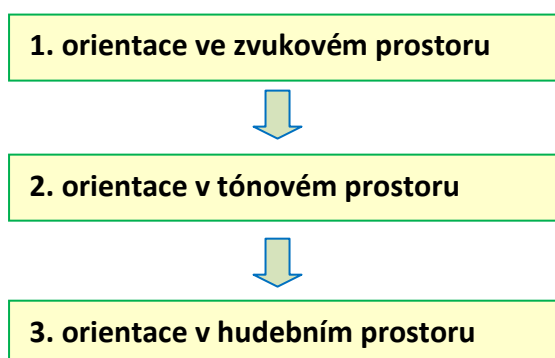 1. orientace ve zvukovém prostoru
2. orientace v tónovém prostoru
3. orientace v hudebním prostoru